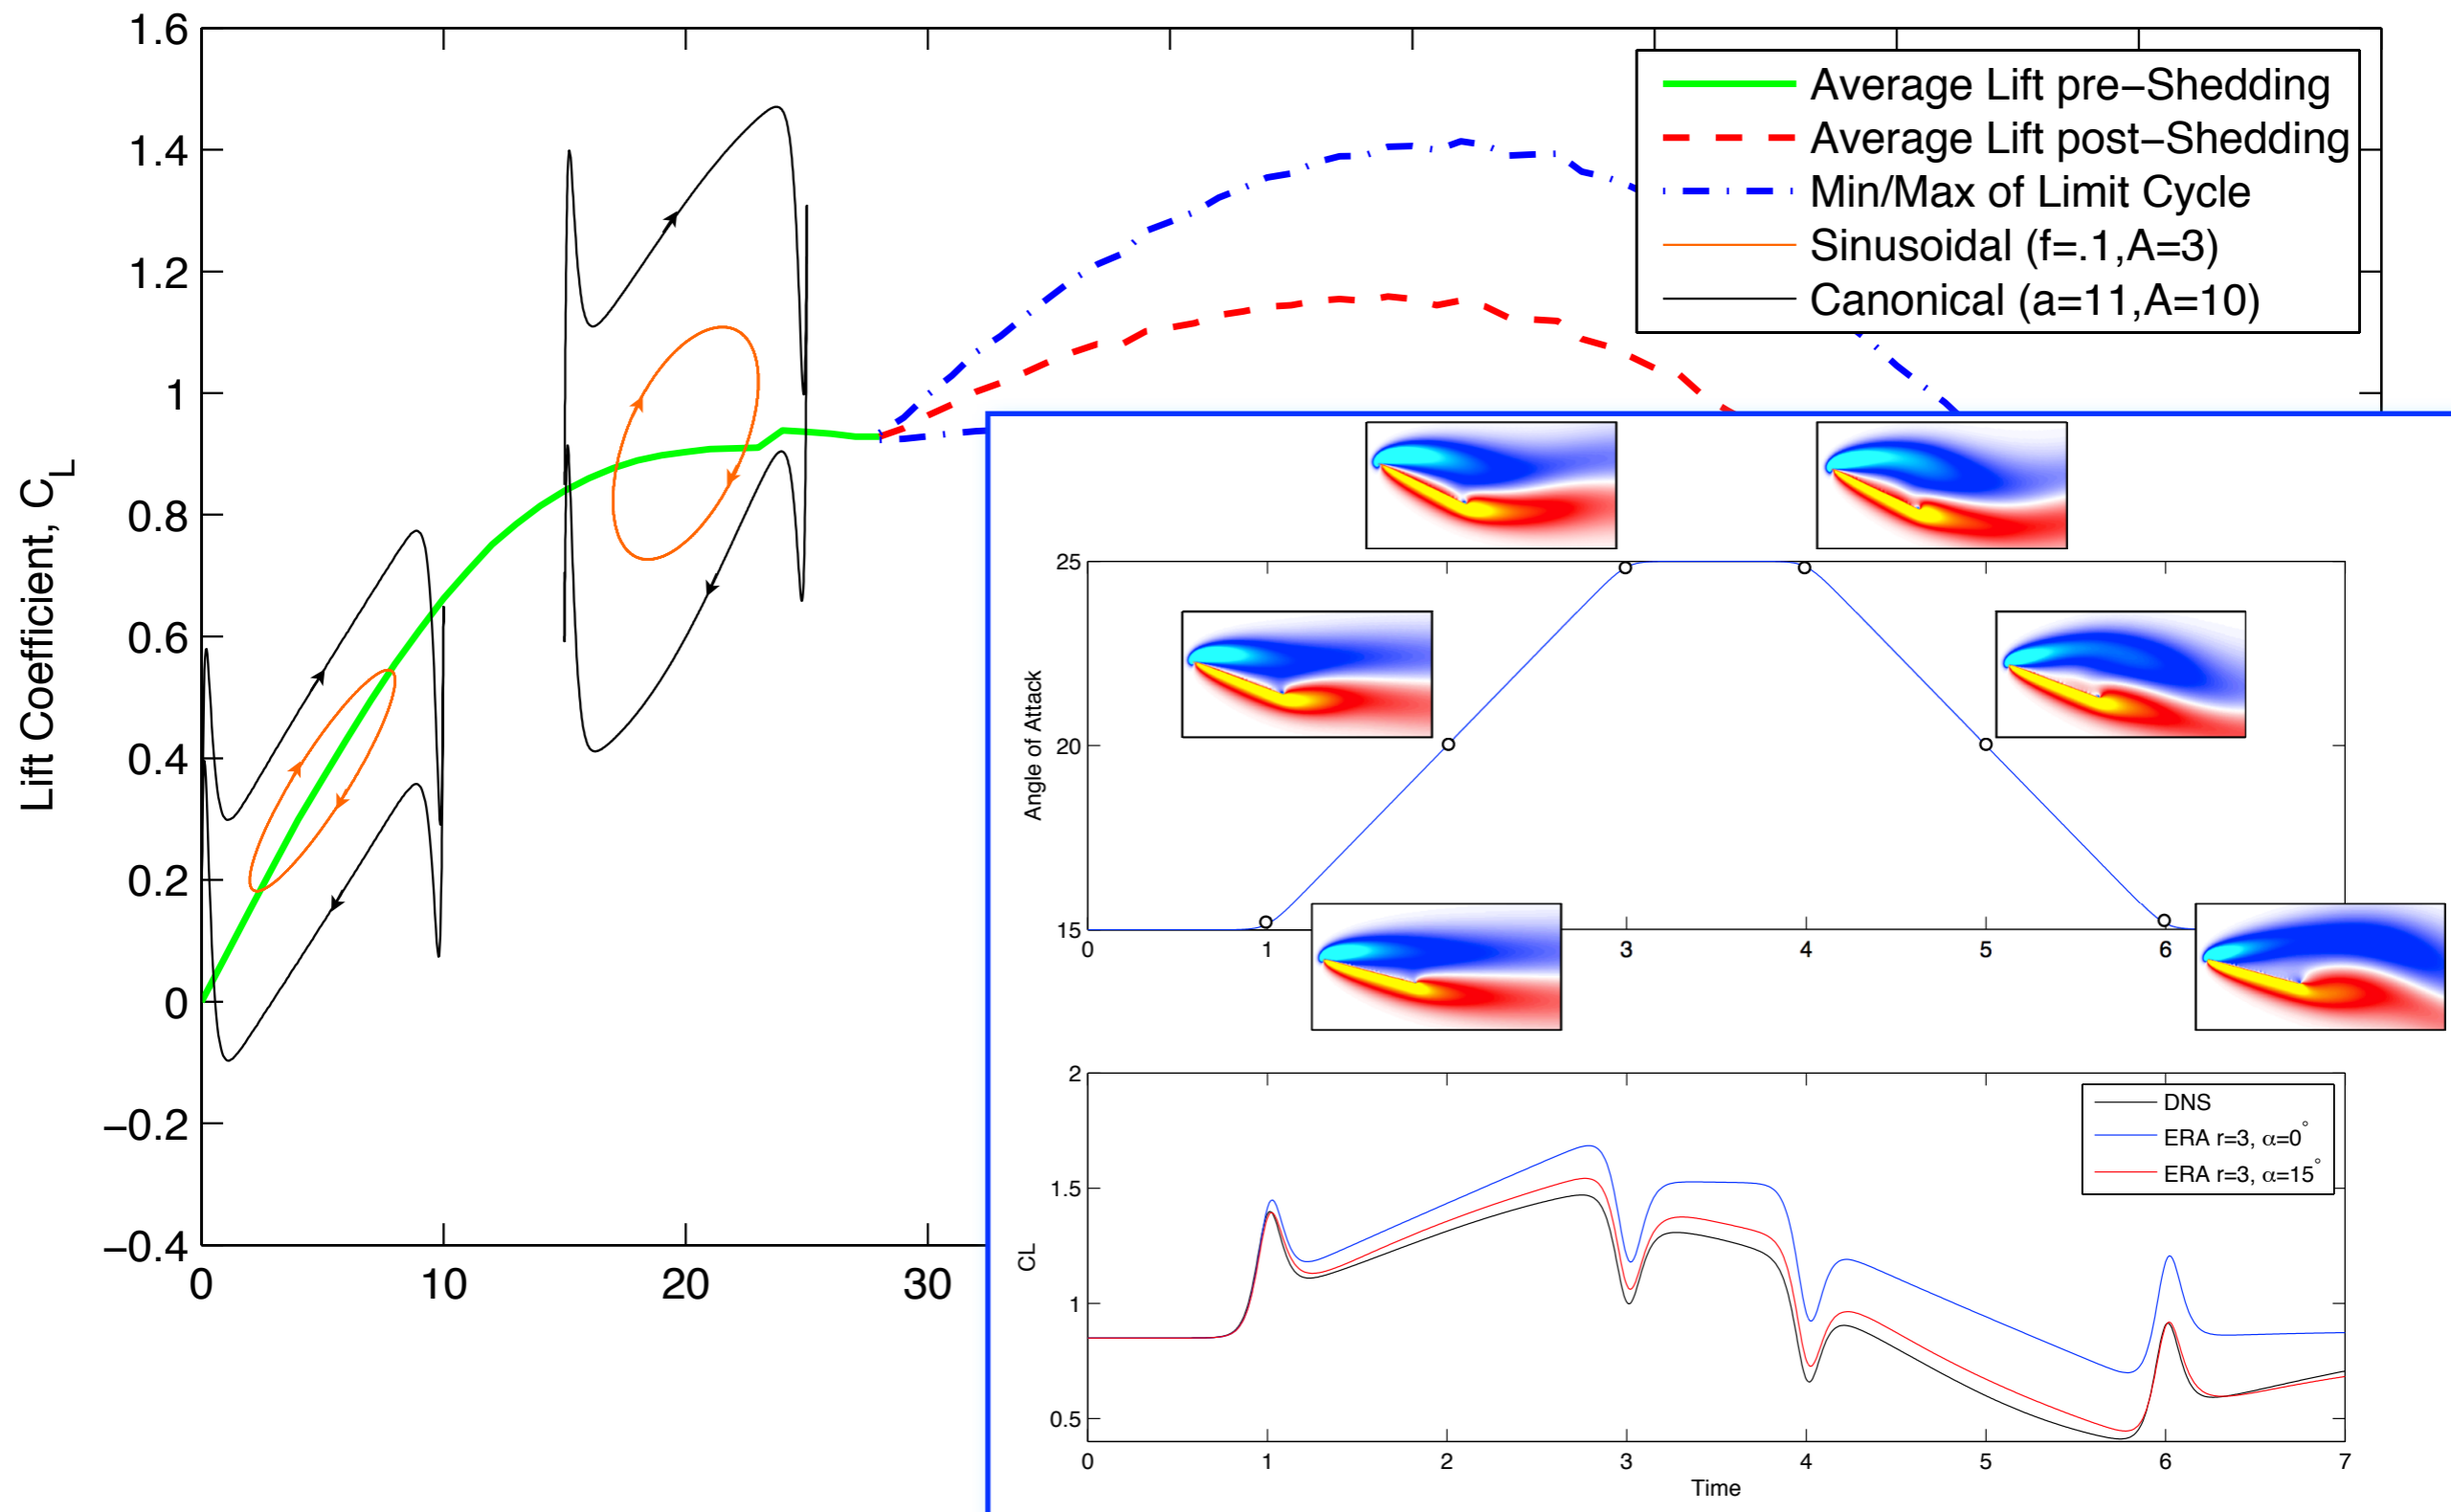 1.6
1.4
1.2
1
0.8
0.6
0.4
0.2
0
−0.2
−0.4
Lift Coefficient, C_L
0 10 20 30
Average Lift pre−Shedding
Average Lift post−Shedding
Min/Max of Limit Cycle
Sinusoidal (f=.1,A=3)
Canonical (a=11,A=10)
25
20
15
Angle of Attack
0 1 3 4 5 6
2
1.5
1
0.5
CL
DNS
ERA r=3, α=0°
ERA r=3, α=15°
0 1 2 3 4 5 6 7
Time